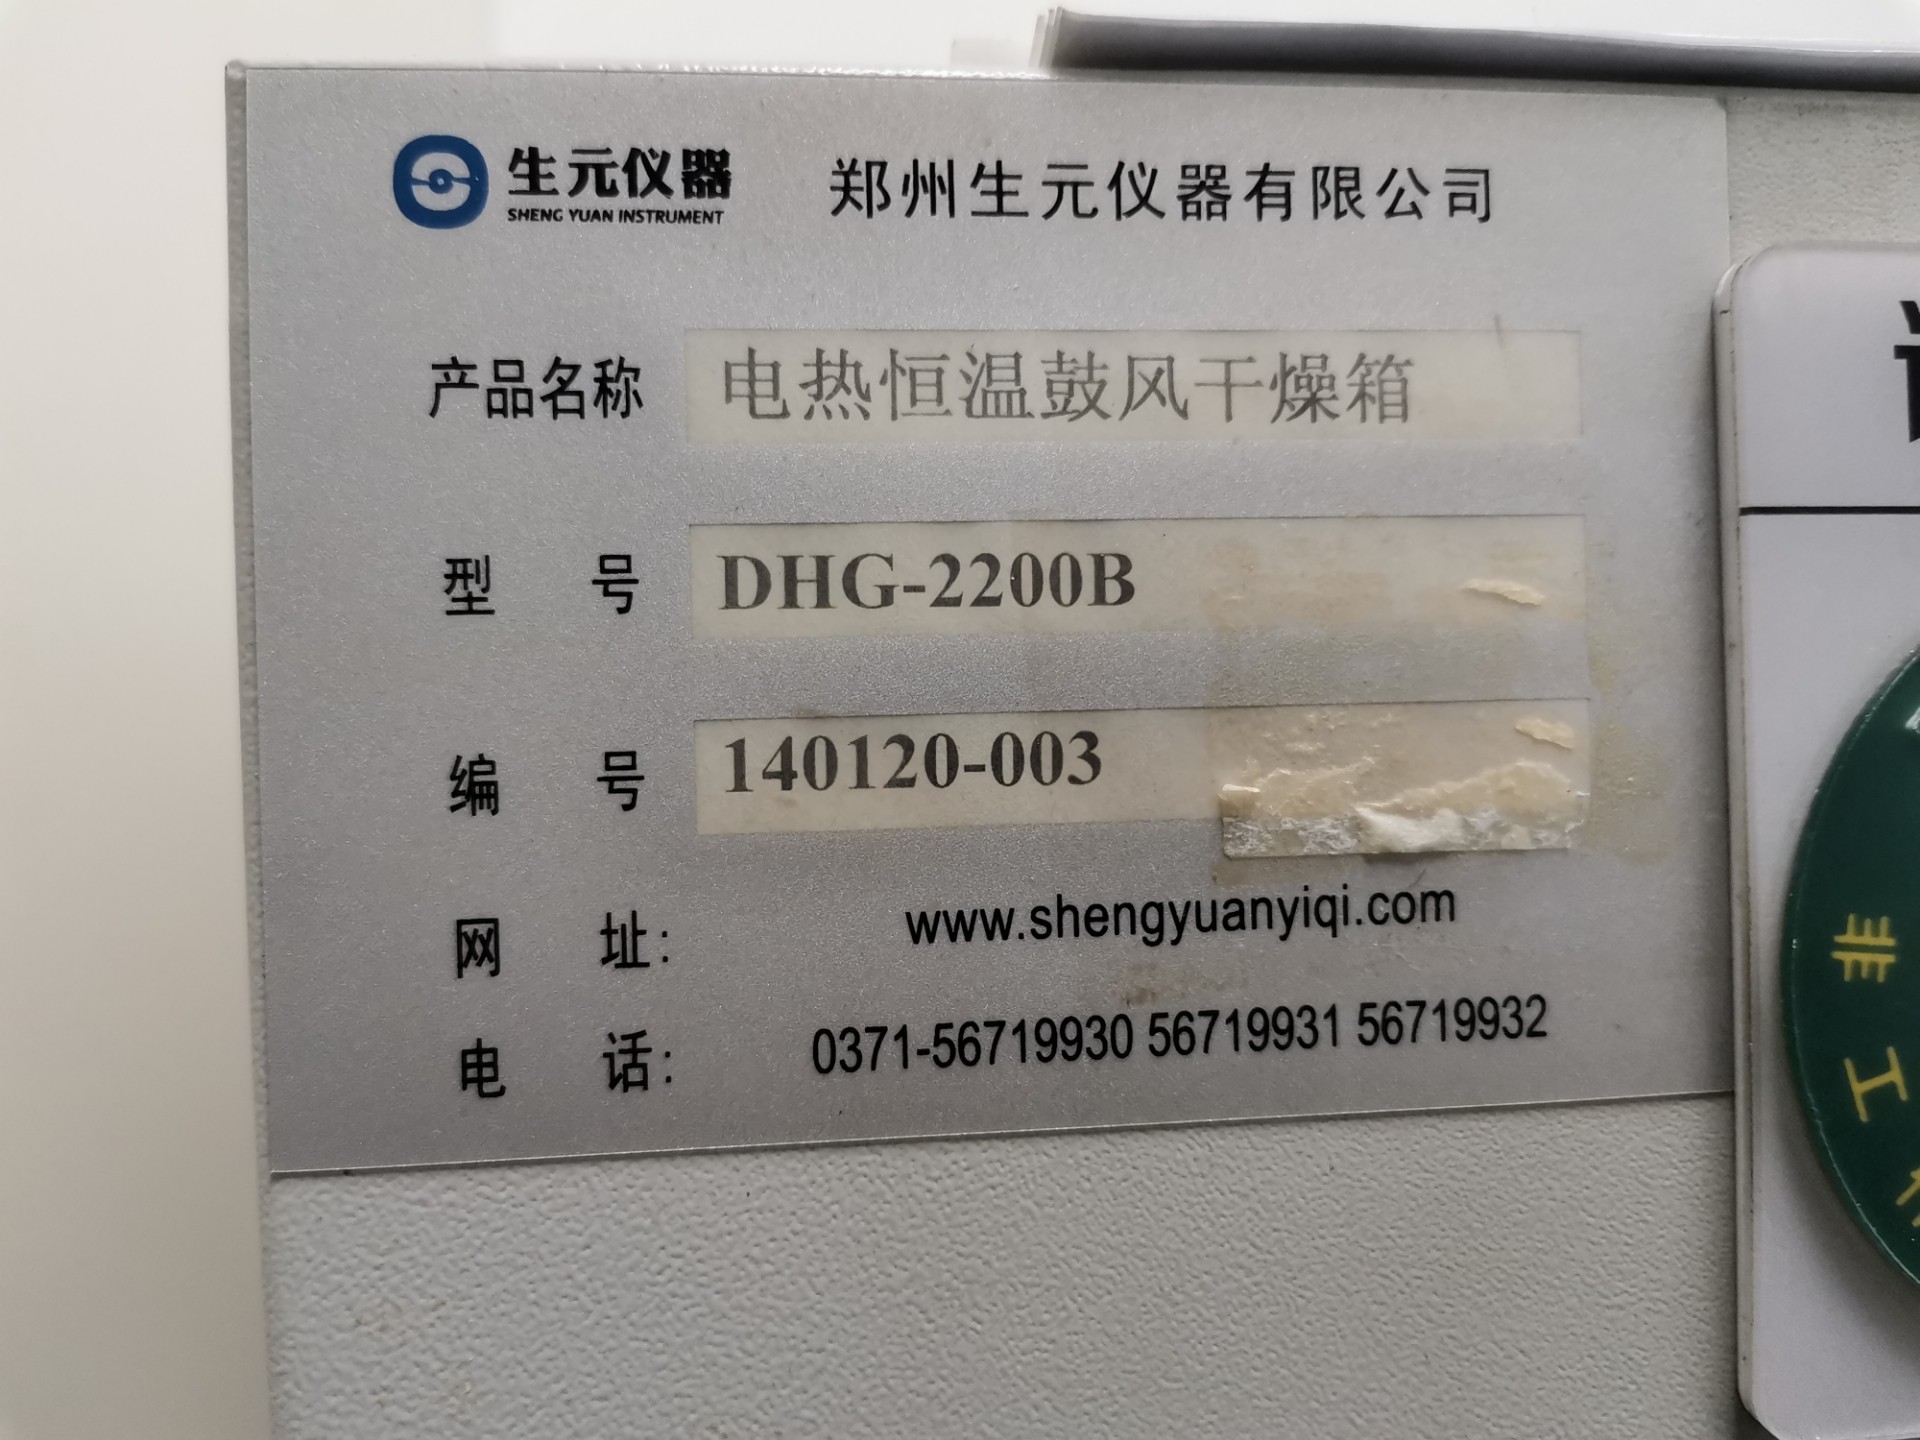 生元仪器
SHENG YUAN INSTRUMENT
郑州生元仪器有限公司
产品名称 电热恒温鼓风干燥箱
型 号 DHG-2200B
编 号 140120-003
网 址: www.shengyuanyiqi.com
电 话: 0371-56719930 56719931 56719932
非
工